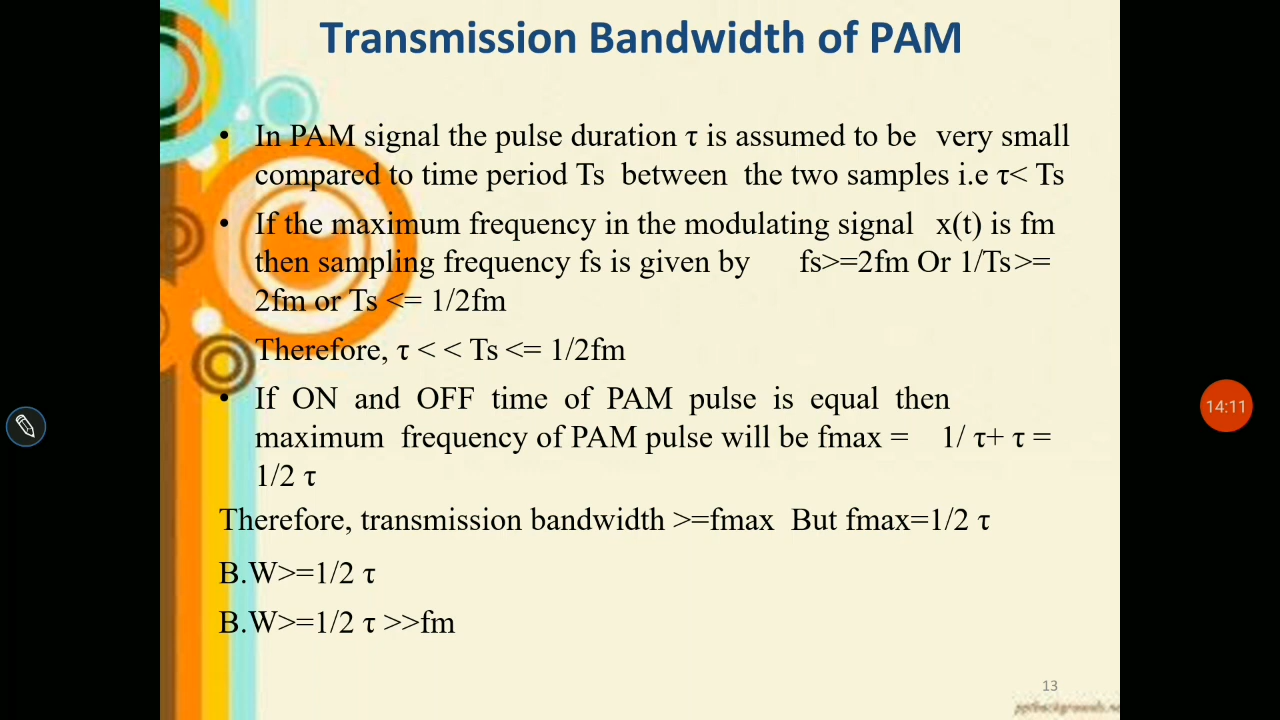 Transmission Bandwidth of PAM
• In PAM signal the pulse duration τ is assumed to be very small
compared to time period Ts between the two samples i.e τ< Ts
• If the maximum frequency in the modulating signal x(t) is fm
then sampling frequency fs is given by fs>=2fm Or 1/Ts>=
2fm or Ts <= 1/2fm
Therefore, τ < < Ts <= 1/2fm
• If ON and OFF time of PAM pulse is equal then
maximum frequency of PAM pulse will be fmax = 1/ τ+ τ =
1/2 τ
Therefore, transmission bandwidth >=fmax But fmax=1/2 τ
B.W>=1/2 τ
B.W>=1/2 τ >>fm
14:11
13